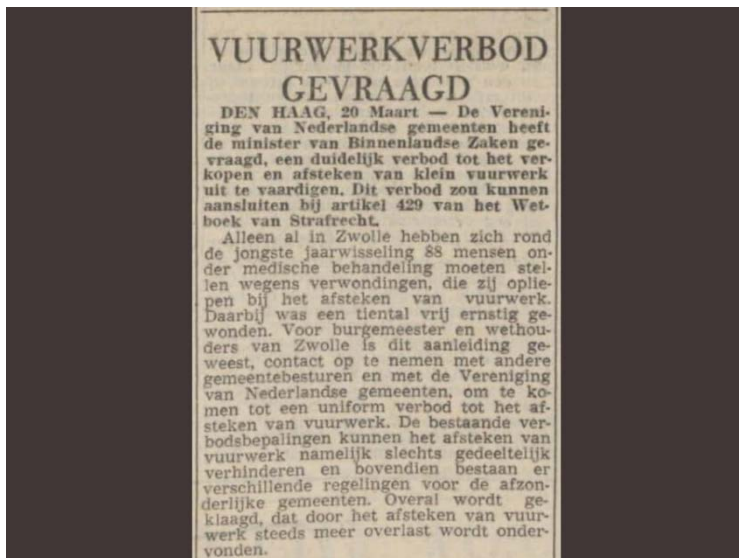 VUURWERKVERBOD
GEVRAAGD
DEN HAAG, 20 Maart — De Vereni-
ging van Nederlandse gemeenten heeft
de minister van Binnenlandse Zaken ge-
vraagd, een duidelijk verbod tot het ver-
kopen en afsteken van klein vuurwerk
uit te vaardigen. Dit verbod zou kunnen
aansluiten bij artikel 429 van het Wet-
boek van Strafrecht.
Alleen al in Zwolle hebben zich rond
de jongste jaarwisseling 88 mensen on-
der medische behandeling moeten stel-
len wegens verwondingen, die zij oplie-
pen bij het afsteken van vuurwerk.
Daarbij was een tiental vrij ernstig ge-
wonden. Voor burgemeester en wethou-
ders van Zwolle is dit aanleiding ge-
weest, contact op te nemen met andere
gemeentebesturen en met de Vereniging
van Nederlandse gemeenten, om te ko-
men tot een uniform verbod tot het af-
steken van vuurwerk. De bestaande ver-
bodsbepalingen kunnen het afsteken van
vuurwerk namelijk slechts gedeeltelijk
verhinderen en bovendien bestaan er
verschillende regelingen voor de afzon-
derlijke gemeenten. Overal wordt ge-
klaagd, dat door het afsteken van vuur-
werk steeds meer overlast wordt onder-
vonden.